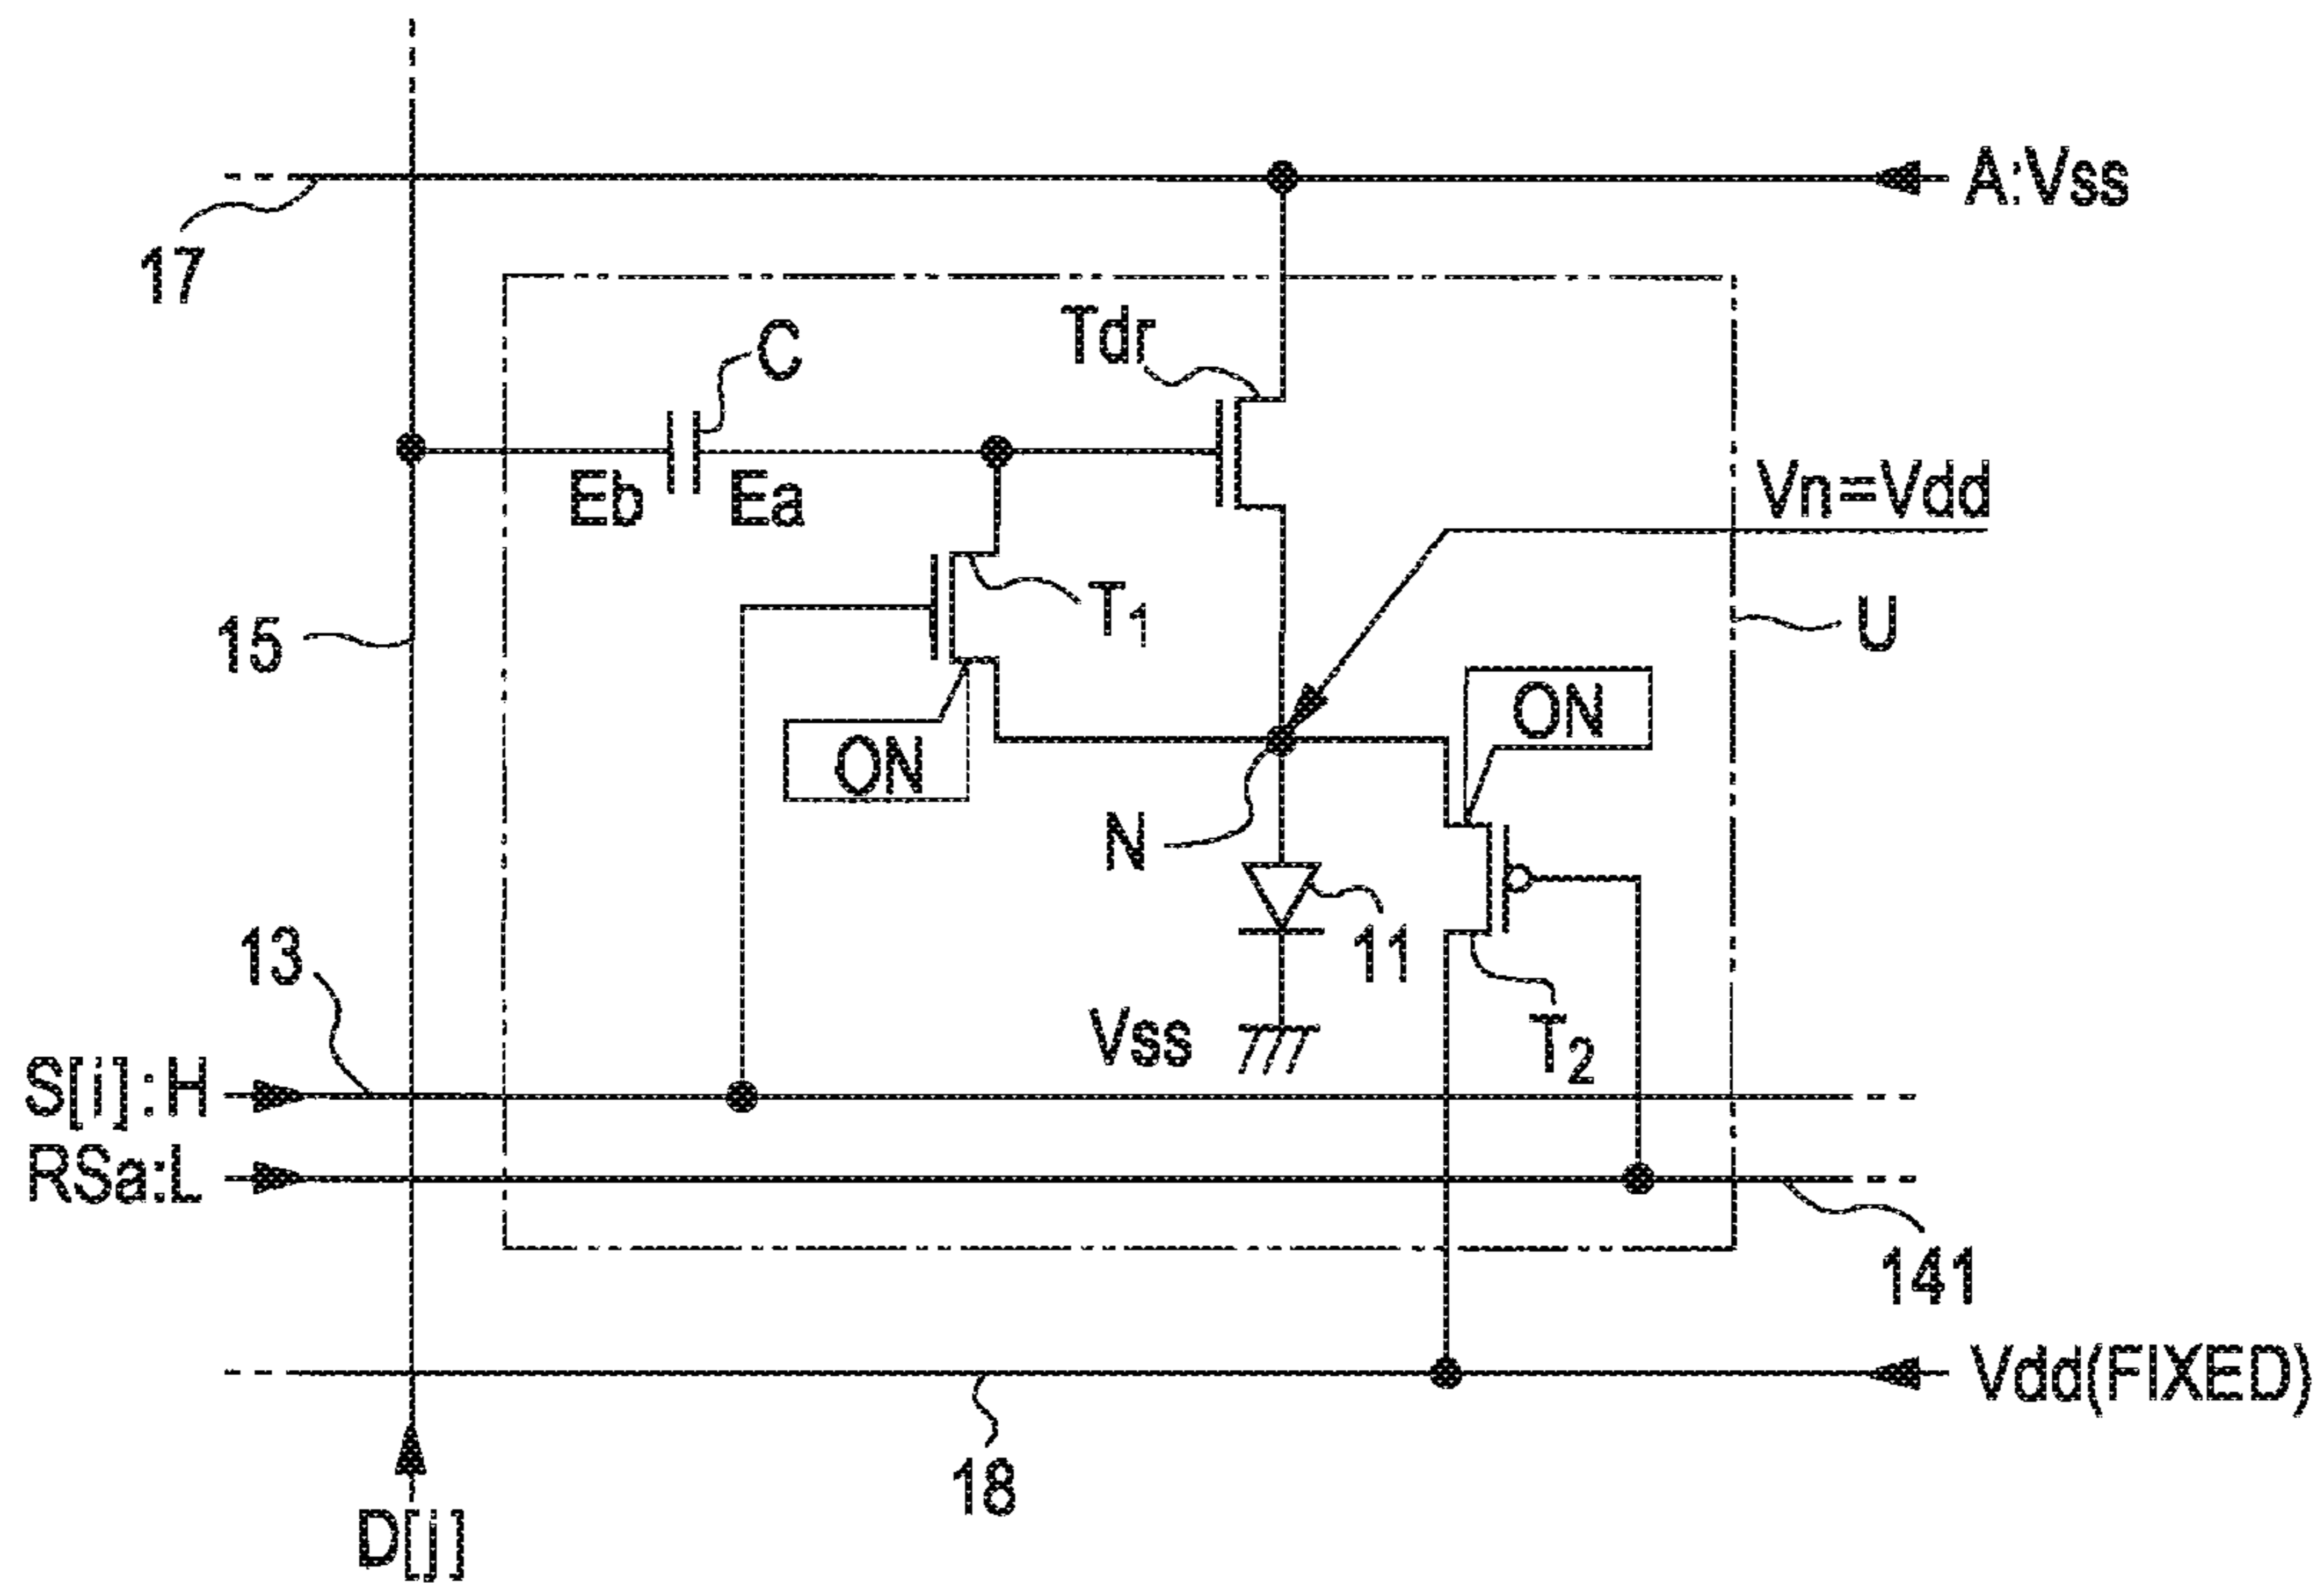 A:Vss
17
Tdr
C
Vn=Vdd
Eb
Ea
T1
U
15
ON
ON
N
13
11
Vss
T2
S[i]:H
RSa:L
141
Vdd(FIXED)
18
D[j]